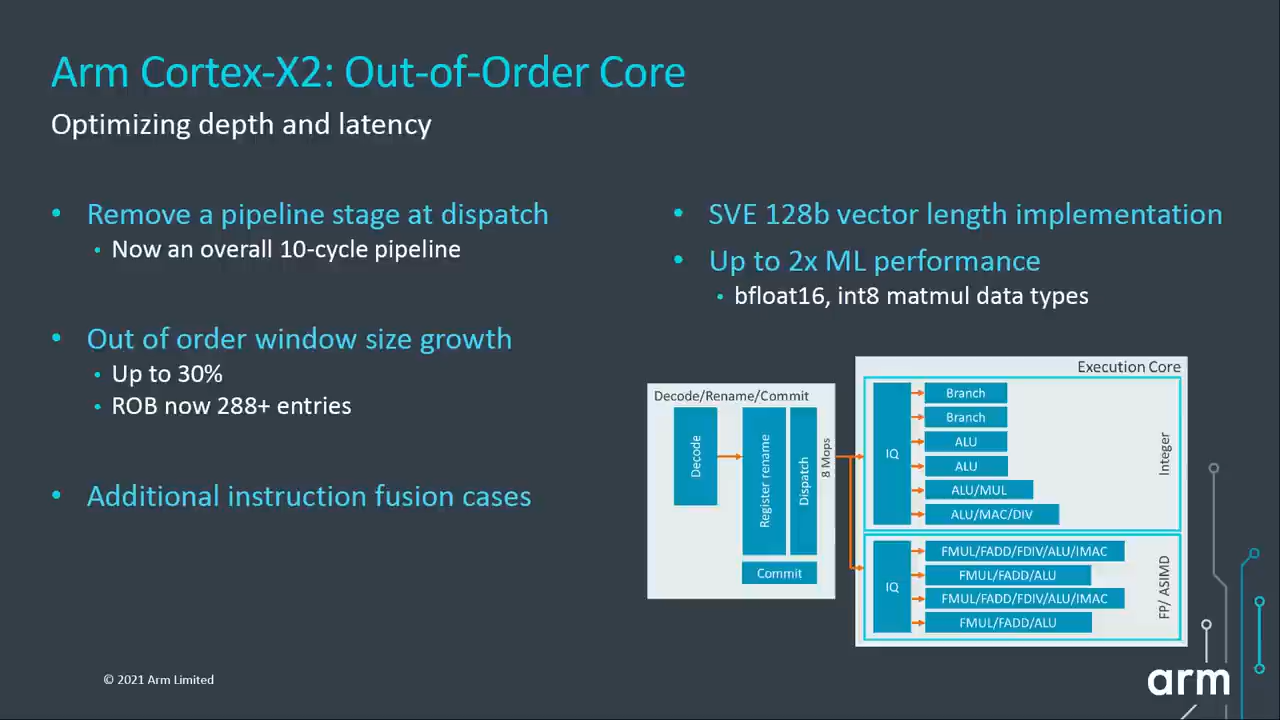 Arm Cortex-X2: Out-of-Order Core
Optimizing depth and latency
• Remove a pipeline stage at dispatch
• Now an overall 10-cycle pipeline
• Out of order window size growth
• Up to 30%
• ROB now 288+ entries
• Additional instruction fusion cases
• SVE 128b vector length implementation
• Up to 2x ML performance
• bfloat16, int8 matmul data types
Decode/Rename/Commit
Decode
Register rename
Dispatch
8 Mops
Commit
Execution Core
IQ
Branch
Branch
ALU
ALU
ALU/MUL
ALU/MAC/DIV
Integer
IQ
FMUL/FADD/FDIV/ALU/IMAC
FMUL/FADD/ALU
FMUL/FADD/FDIV/ALU/IMAC
FMUL/FADD/ALU
FP/ ASIMD
© 2021 Arm Limited
arm